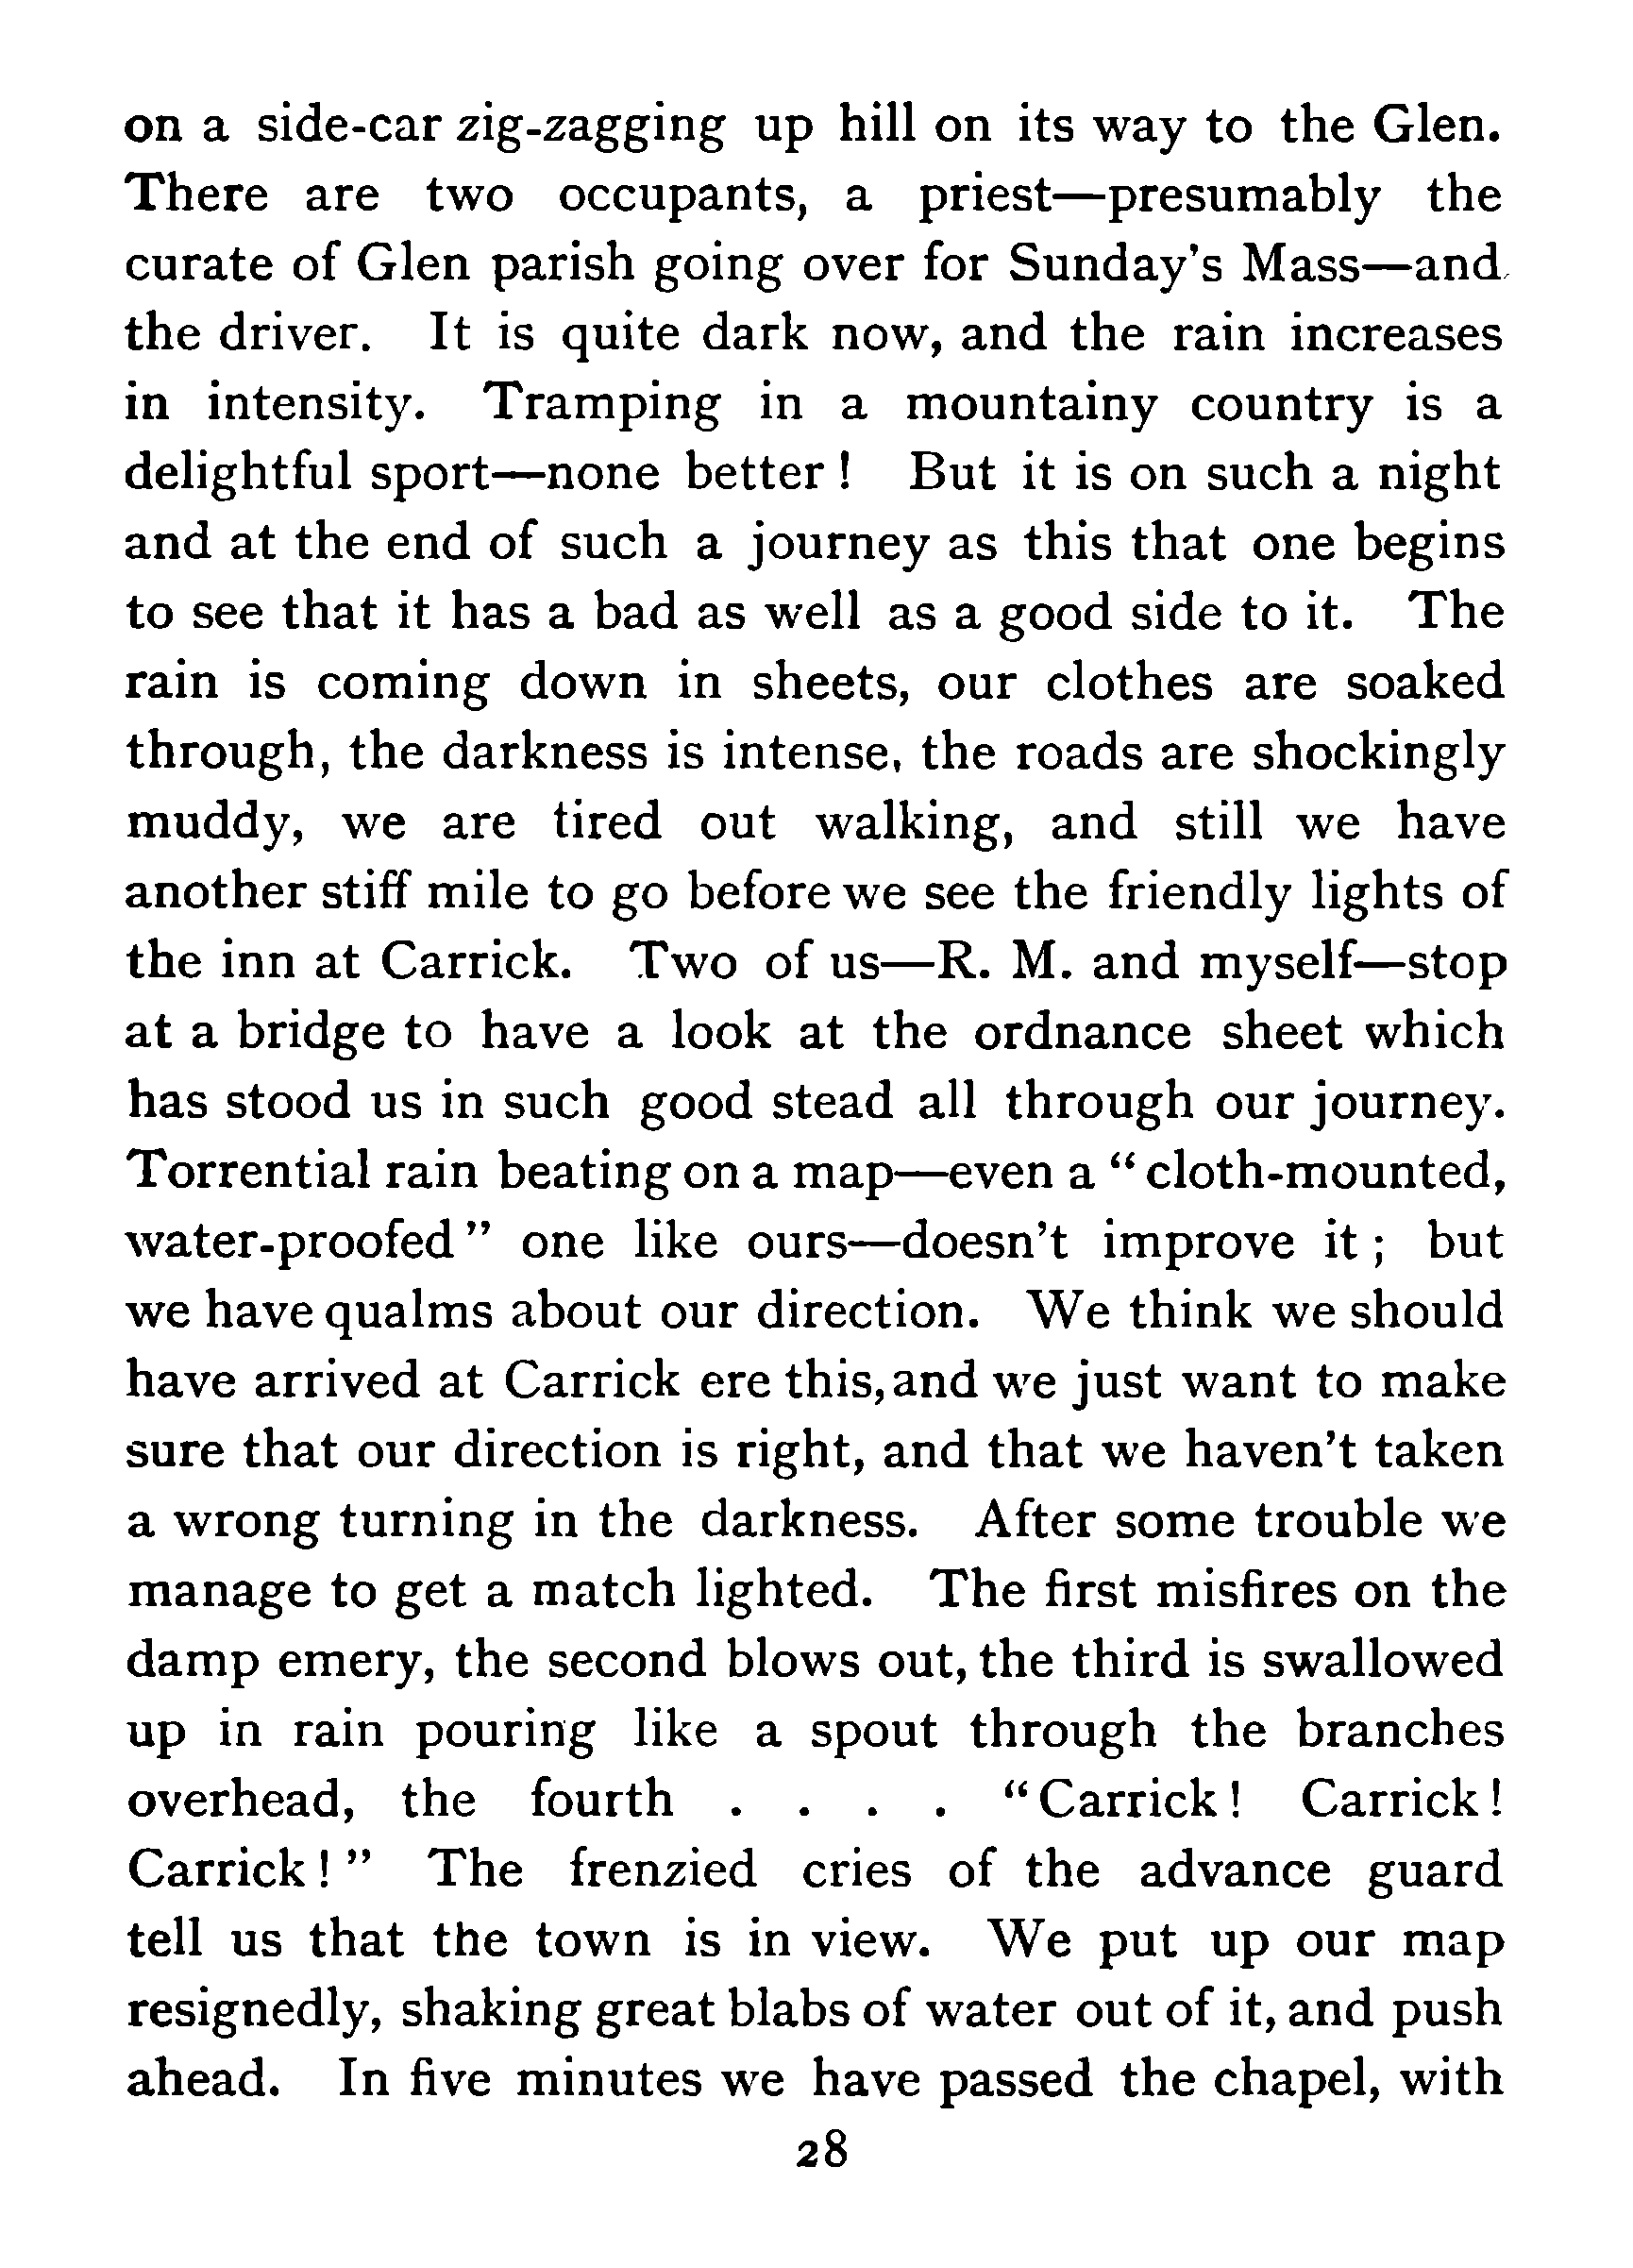 on a side-car zig-zagging up hill on its way to the Glen.
There are two occupants, a priest—presumably the
curate of Glen parish going over for Sunday's Mass—and
the driver. It is quite dark now, and the rain increases
in intensity. Tramping in a mountainy country is a
delightful sport—none better! But it is on such a night
and at the end of such a journey as this that one begins
to see that it has a bad as well as a good side to it. The
rain is coming down in sheets, our clothes are soaked
through, the darkness is intense, the roads are shockingly
muddy, we are tired out walking, and still we have
another stiff mile to go before we see the friendly lights of
the inn at Carrick. Two of us—R. M. and myself—stop
at a bridge to have a look at the ordnance sheet which
has stood us in such good stead all through our journey.
Torrential rain beating on a map—even a “cloth-mounted,
water-proofed” one like ours—doesn't improve it; but
we have qualms about our direction. We think we should
have arrived at Carrick ere this, and we just want to make
sure that our direction is right, and that we haven't taken
a wrong turning in the darkness. After some trouble we
manage to get a match lighted. The first misfires on the
damp emery, the second blows out, the third is swallowed
up in rain pouring like a spout through the branches
overhead, the fourth . . . . “Carrick! Carrick!
Carrick!” The frenzied cries of the advance guard
tell us that the town is in view. We put up our map
resignedly, shaking great blabs of water out of it, and push
ahead. In five minutes we have passed the chapel, with
28